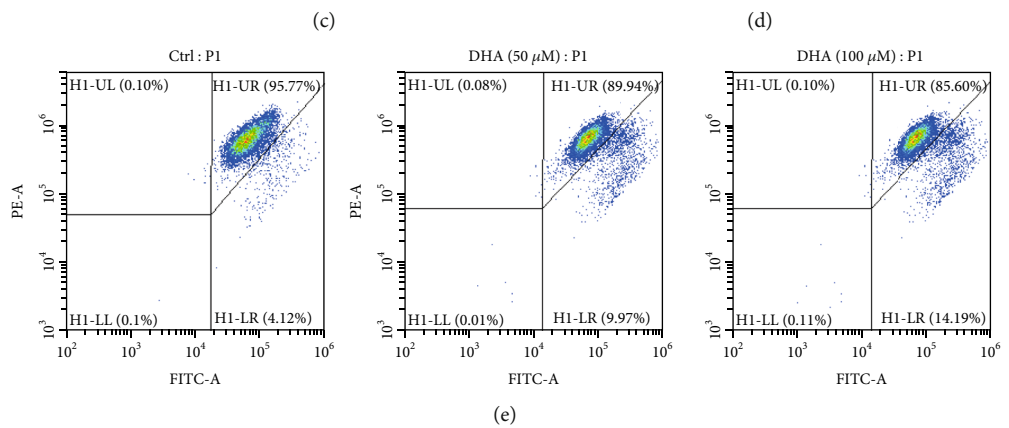 (c)
(d)
Ctrl : P1
H1-UL (0.10%)
H1-UR (95.77%)
PE-A
10^6
10^5
10^4
10^3
H1-LL (0.1%)
H1-LR (4.12%)
10^2
10^3
10^4
10^5
10^6
FITC-A
DHA (50 μM) : P1
H1-UL (0.08%)
H1-UR (89.94%)
PE-A
10^6
10^5
10^4
10^3
H1-LL (0.01%)
H1-LR (9.97%)
10^2
10^3
10^4
10^5
10^6
FITC-A
DHA (100 μM) : P1
H1-UL (0.10%)
H1-UR (85.60%)
PE-A
10^6
10^5
10^4
10^3
H1-LL (0.11%)
H1-LR (14.19%)
10^2
10^3
10^4
10^5
10^6
FITC-A
(e)